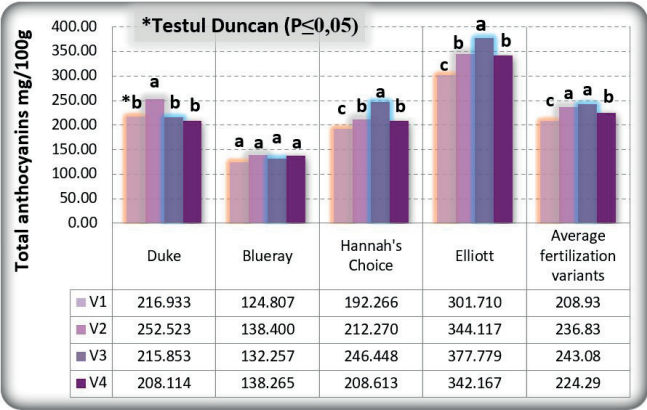 *Testul Duncan (P≤0,05)
Total anthocyanins mg/100g
400.00
350.00
300.00
250.00
200.00
150.00
100.00
50.00
0.00
*b a b b
a a a a
c b a b
c b a b
c a a b
Duke Blueray Hannah's Choice Elliott Average fertilization variants
V1 216.933 124.807 192.266 301.710 208.93
V2 252.523 138.400 212.270 344.117 236.83
V3 215.853 132.257 246.448 377.779 243.08
V4 208.114 138.265 208.613 342.167 224.29